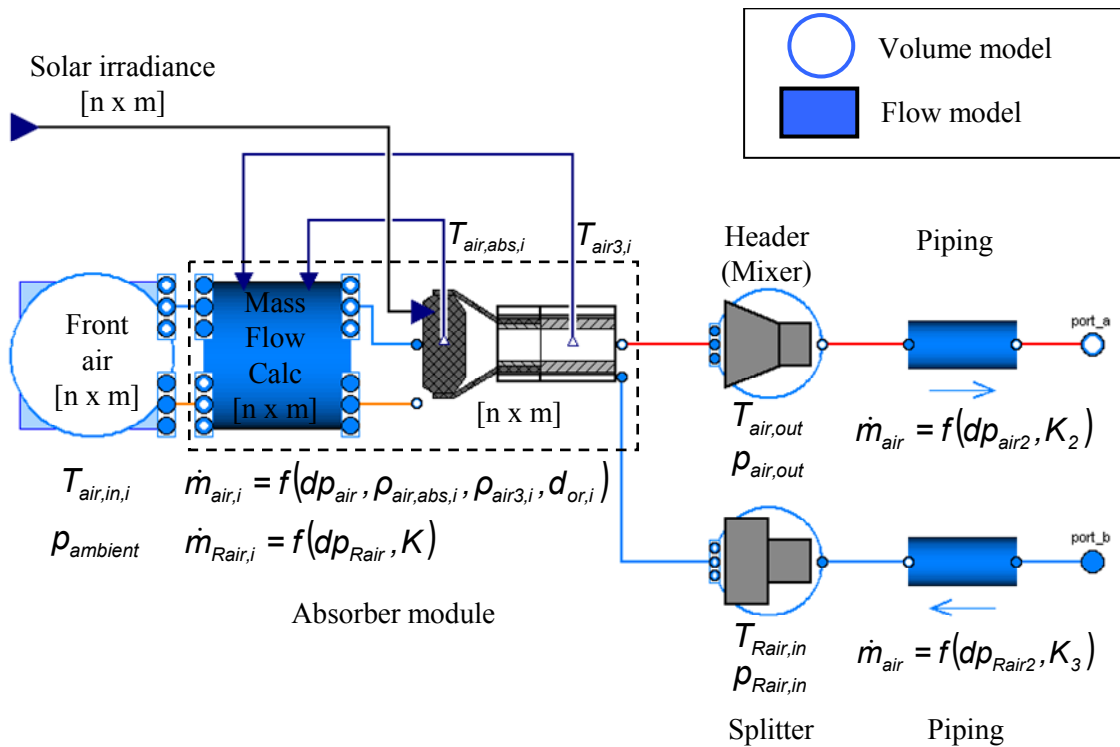 Solar irradiance
[n x m]
Volume model
Flow model
T_air,abs,i
T_air3,i
Header
(Mixer)
Piping
Front
air
[n x m]
Mass
Flow
Calc
[n x m]
[n x m]
port_a
T_air,in,i
p_ambient
ṁ_air,i = f(dp_air, ρ_air,abs,i, ρ_air3,i, d_or,i)
ṁ_Rair,i = f(dp_Rair, K)
Absorber module
T_air,out
p_air,out
ṁ_air = f(dp_air2, K_2)
port_b
T_Rair,in
p_Rair,in
ṁ_air = f(dp_Rair2, K_3)
Splitter
Piping